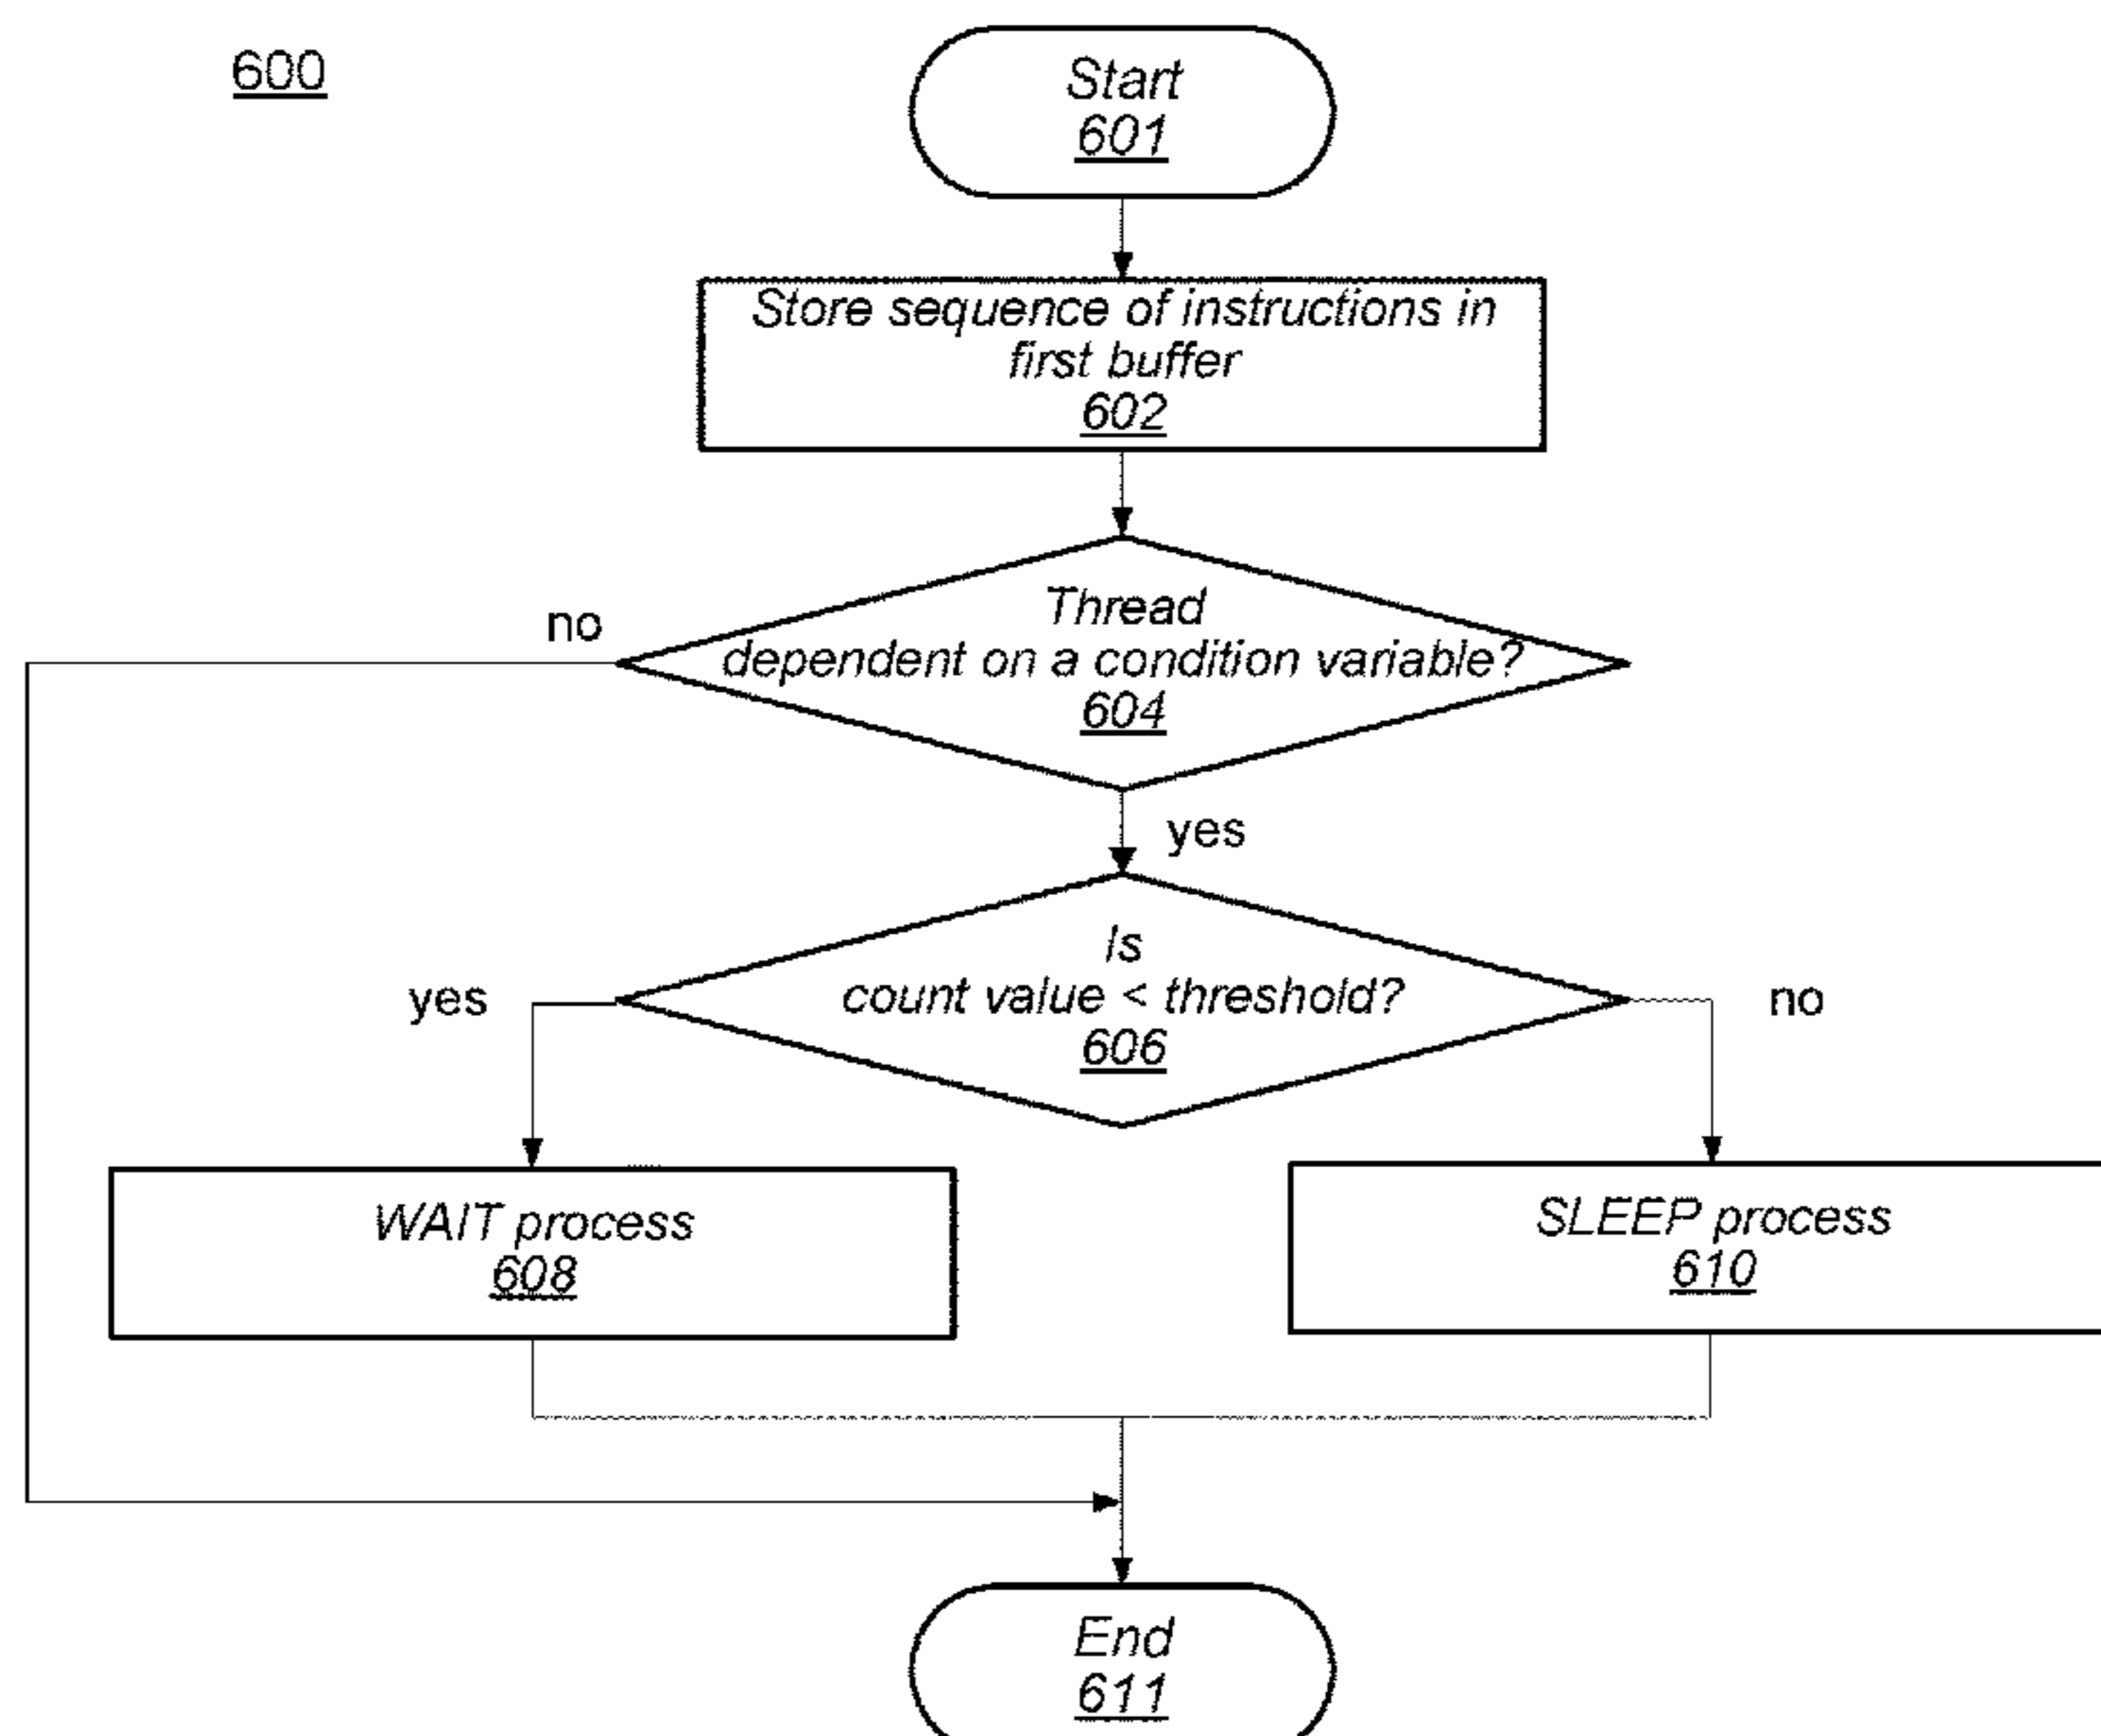 600
Start
601
Store sequence of instructions in
first buffer
602
Thread
dependent on a condition variable?
604
no
yes
Is
count value < threshold?
606
yes
no
WAIT process
608
SLEEP process
610
End
611